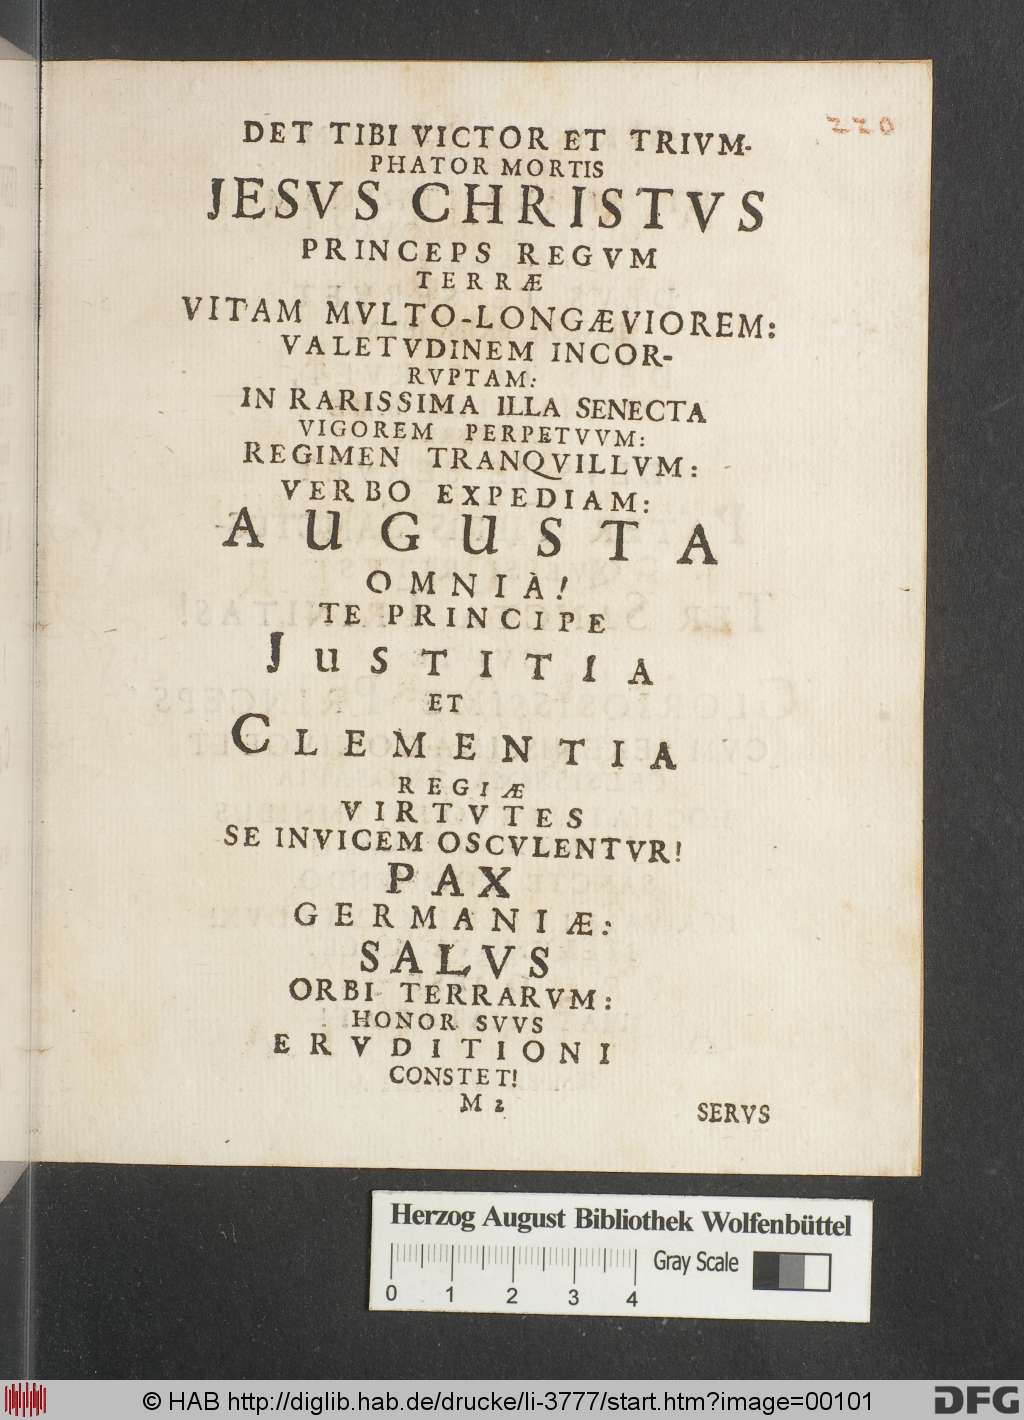 220
DET TIBI VICTOR ET TRIVM-
PHATOR MORTIS
JESVS CHRISTVS
PRINCEPS REGVM
TERRÆ
VITAM MVLTO-LONGÆVIOREM:
VALETVDINEM INCOR-
RVPTAM:
IN RARISSIMA ILLA SENECTA
VIGOREM PERPETVVM:
REGIMEN TRANQVILLVM:
VERBO EXPEDIAM:
AUGUSTA
OMNIÀ!
TE PRINCIPE
JUSTITIA
ET
CLEMENTIA
REGIÆ
VIRTVTES
SE INVICEM OSCVLENTVR!
PAX
GERMANIÆ:
SALVS
ORBI TERRARVM:
HONOR SVVS
ERVDITIONI
CONSTET!
M 2 SERVS
Herzog August Bibliothek Wolfenbüttel
Gray Scale
0 1 2 3 4
© HAB http://diglib.hab.de/drucke/li-3777/start.htm?image=00101
DFG